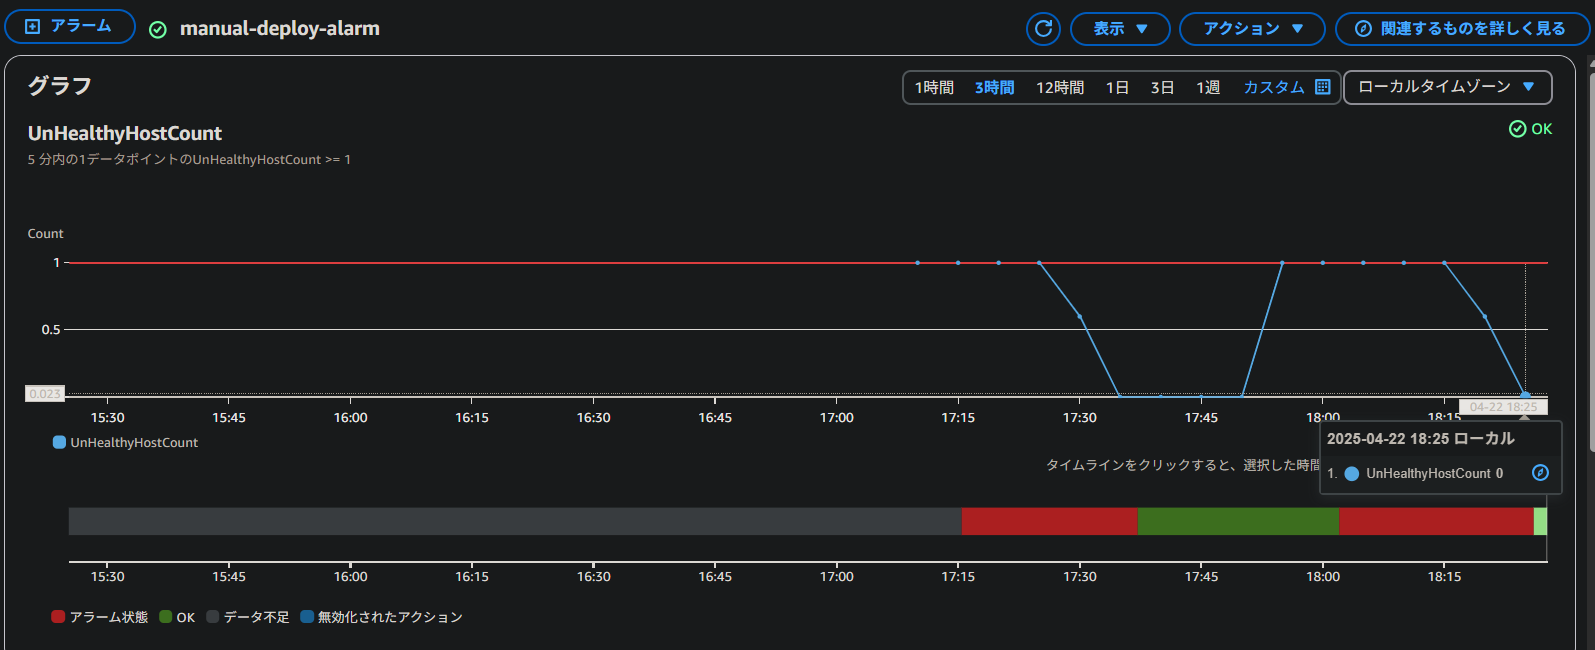 アラーム
manual-deploy-alarm
表示
アクション
関連するものを詳しく見る
グラフ
1時間 3時間 12時間 1日 3日 1週 カスタム
ローカルタイムゾーン
UnHealthyHostCount
OK
5 分内の1データポイントのUnHealthyHostCount >= 1
Count
1
0.5
0.023
15:30 15:45 16:00 16:15 16:30 16:45 17:00 17:15 17:30 17:45 18:00 18:15
04-22 18:25
UnHealthyHostCount
2025-04-22 18:25 ローカル
1. UnHealthyHostCount 0
タイムラインをクリックすると、選択した時間
15:30 15:45 16:00 16:15 16:30 16:45 17:00 17:15 17:30 17:45 18:00 18:15
アラーム状態 OK データ不足 無効化されたアクション